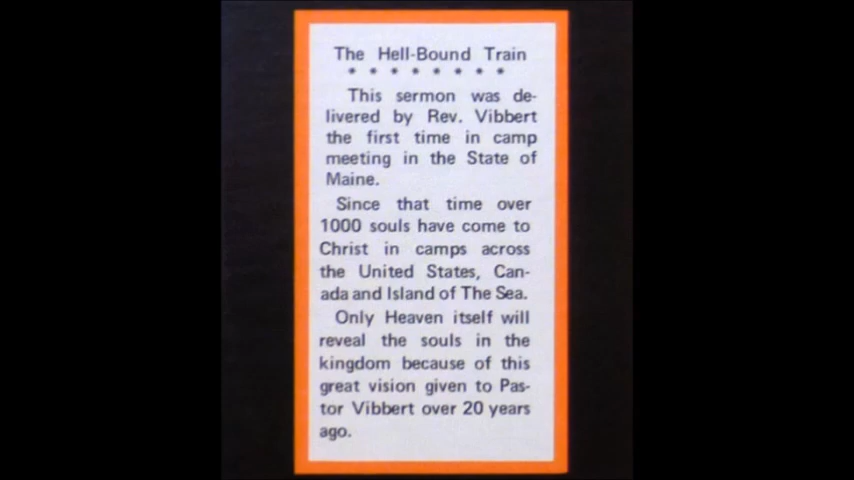 The Hell-Bound Train
* * * * * * * *
This sermon was de-
livered by Rev. Vibbert
the first time in camp
meeting in the State of
Maine.
Since that time over
1000 souls have come to
Christ in camps across
the United States, Can-
ada and Island of The Sea.
Only Heaven itself will
reveal the souls in the
kingdom because of this
great vision given to Pas-
tor Vibbert over 20 years
ago.